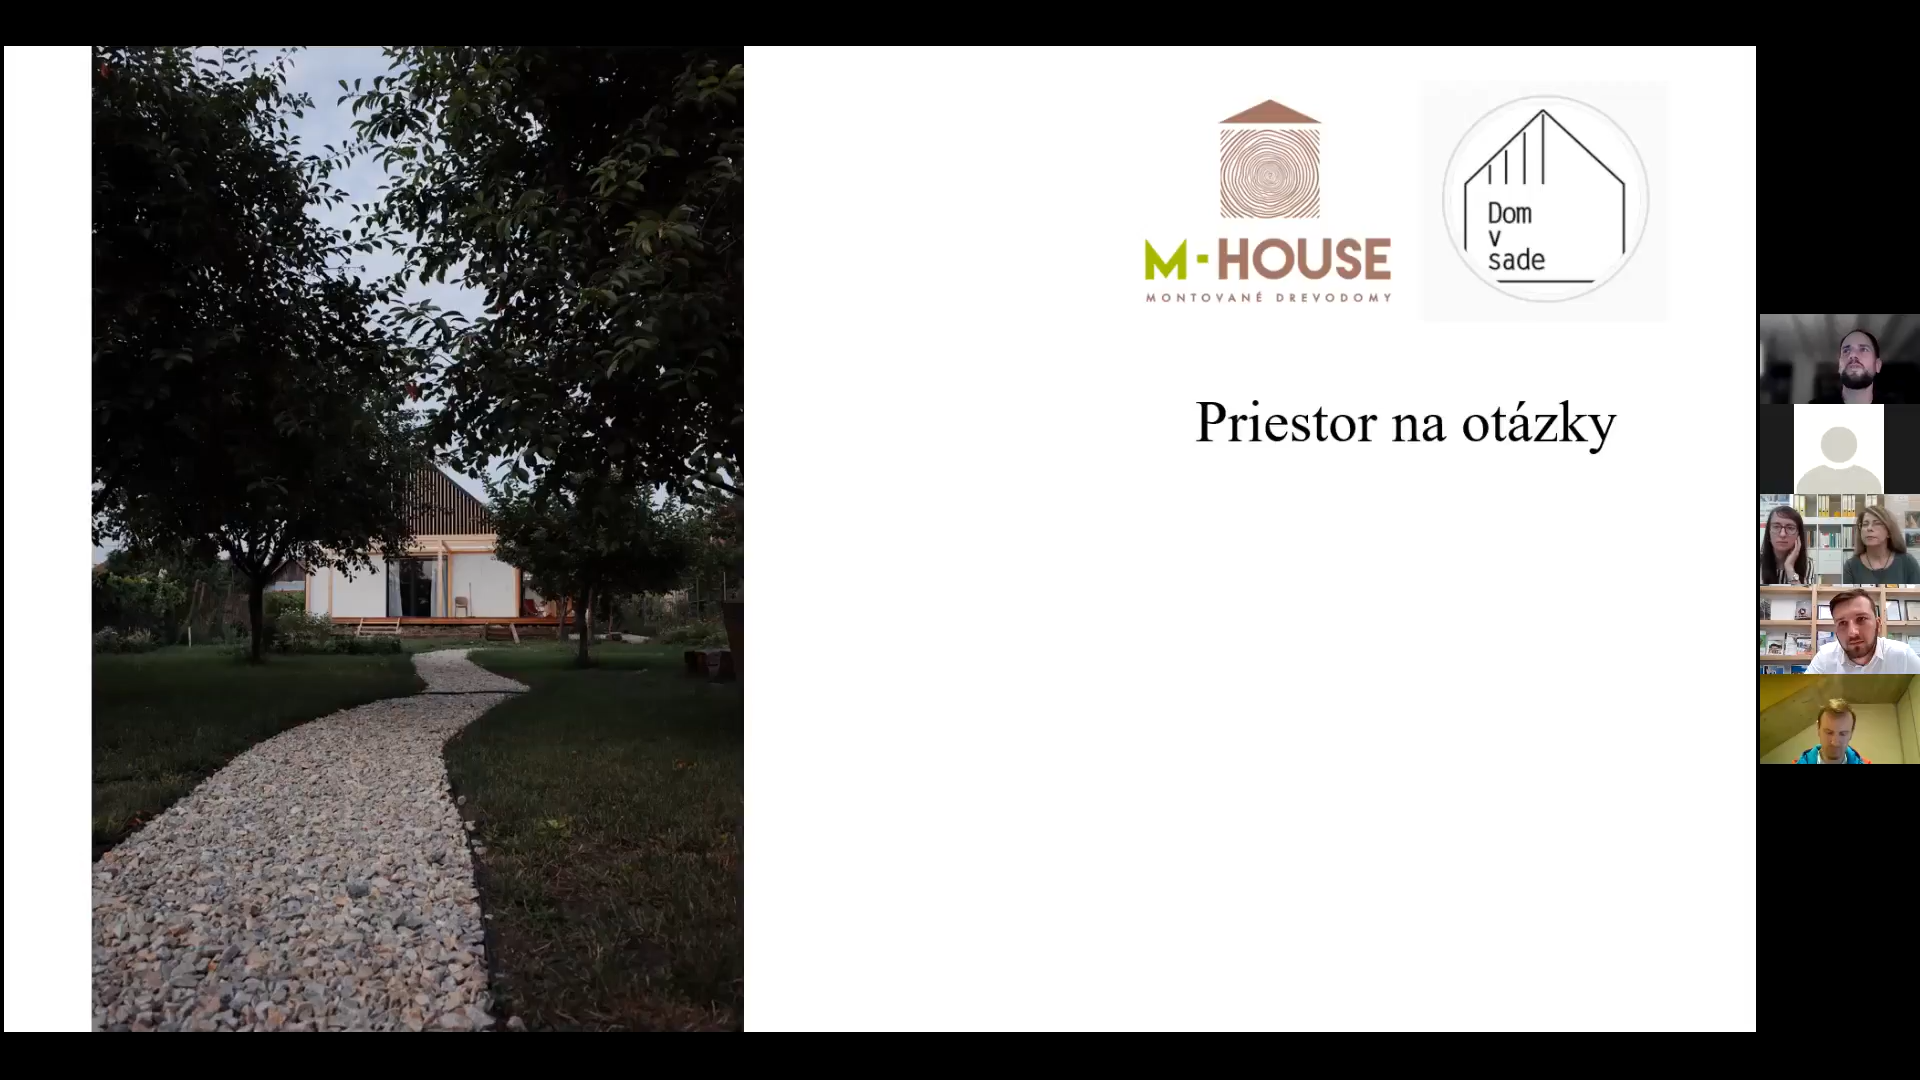 M-HOUSE
MONTOVANÉ DREVODOMY
Dom
v
sade
Priestor na otázky